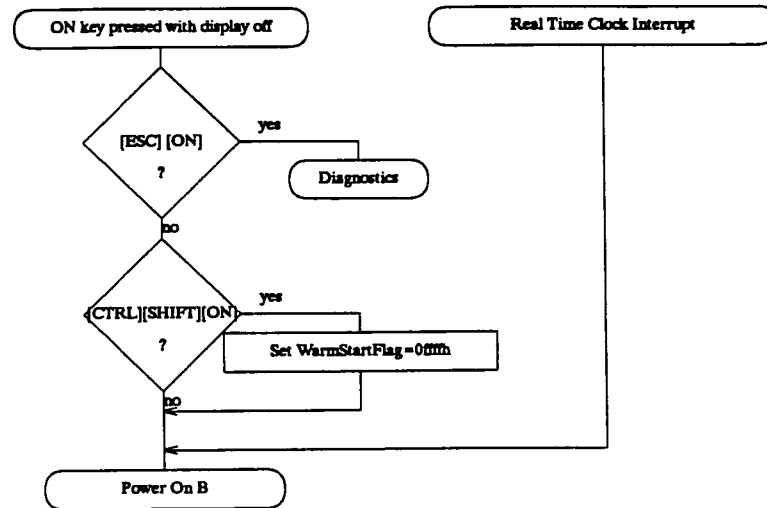 ON key pressed with display off
Real Time Clock Interrupt
[ESC] [ON]
?
yes
Diagnostics
no
[CTRL][SHIFT][ON]
?
yes
Set WarmStartFlag=0ffffh
no
Power On B